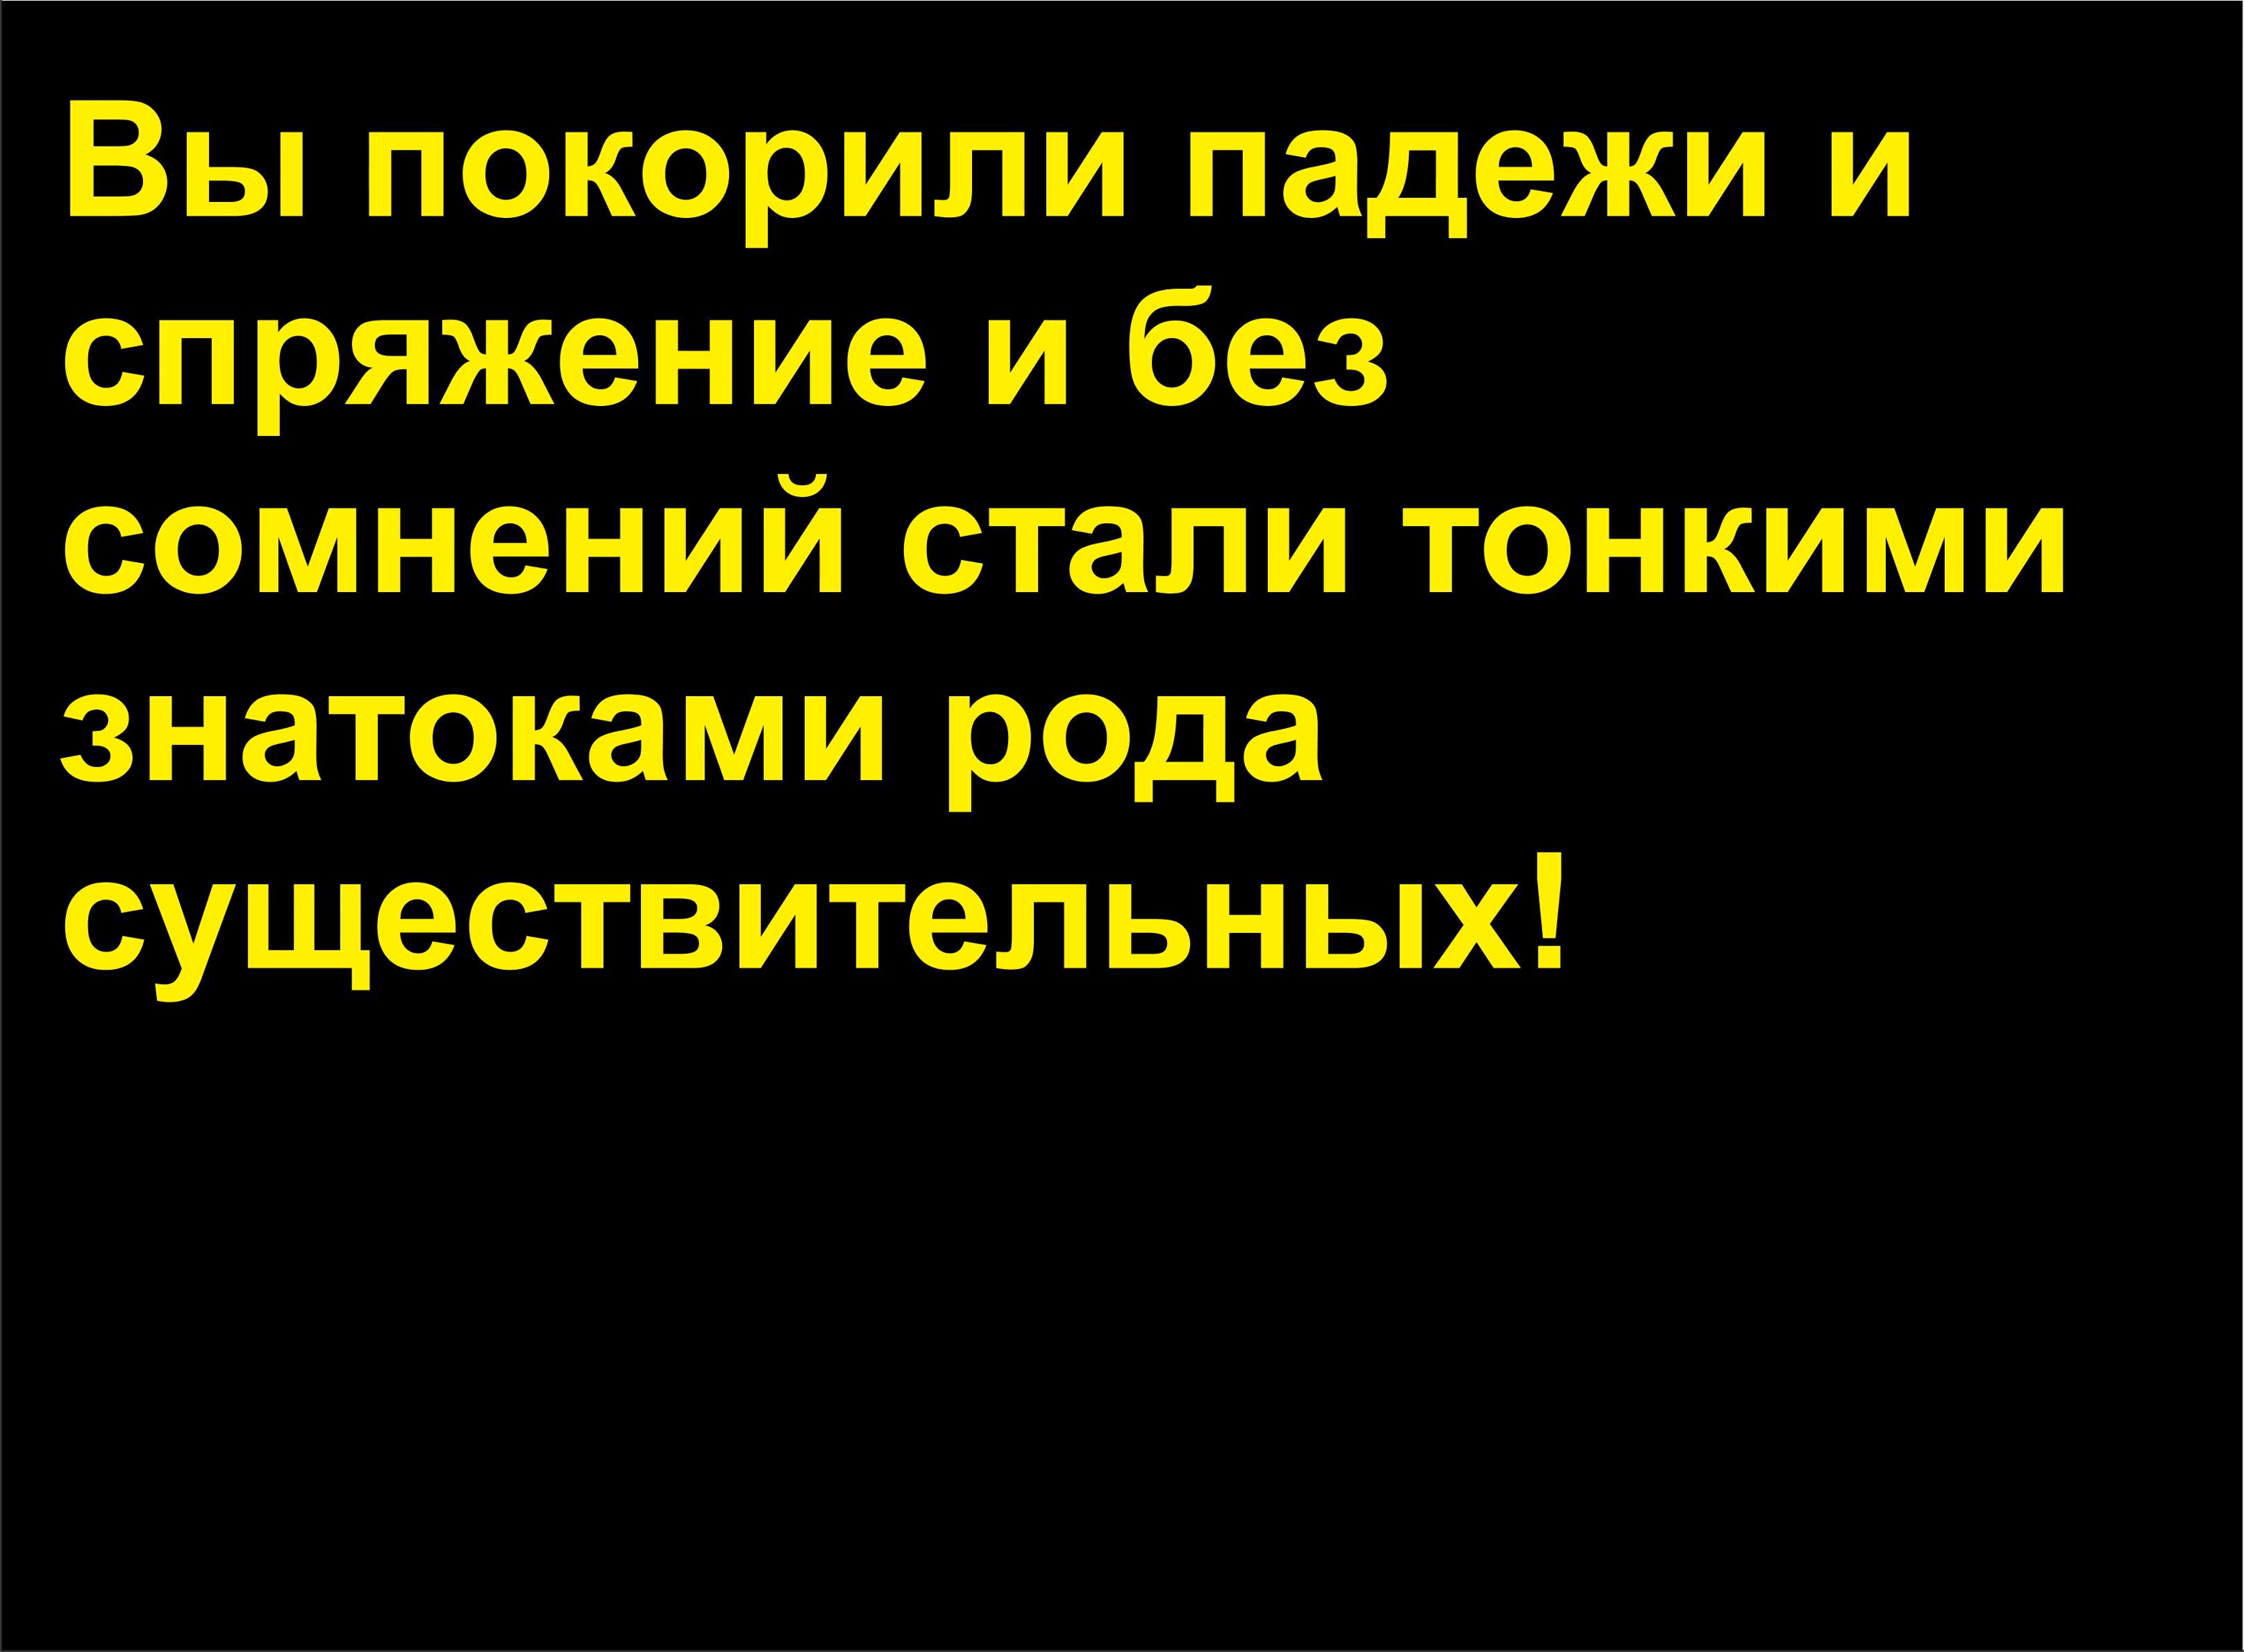 Вы покорили падежи и
спряжение и без
сомнений стали тонкими
знатоками рода
существительных!